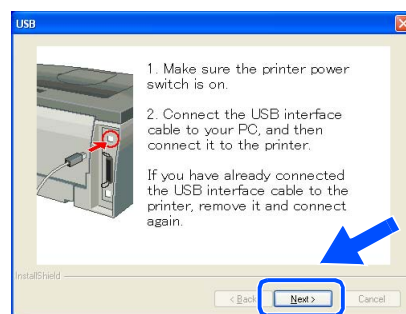 USB
1. Make sure the printer power
switch is on.
2. Connect the USB interface
cable to your PC, and then
connect it to the printer.
If you have already connected
the USB interface cable to the
printer, remove it and connect
again.
InstallShield
< Back
Next >
Cancel